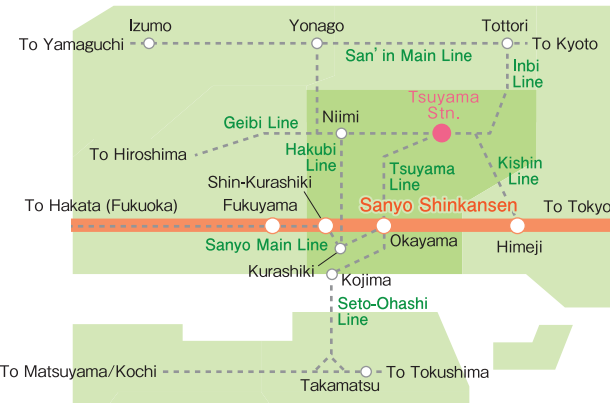 Izumo
Yonago
Tottori
To Yamaguchi
To Kyoto
San'in Main Line
Inbi
Line
Tsuyama
Stn.
Geibi Line
Niimi
To Hiroshima
Hakubi
Line
Tsuyama
Line
Kishin
Line
Shin-Kurashiki
To Hakata (Fukuoka)
Fukuyama
Sanyo Shinkansen
To Tokyo
Sanyo Main Line
Okayama
Himeji
Kurashiki
Kojima
Seto-Ohashi
Line
To Matsuyama/Kochi
Takamatsu
To Tokushima